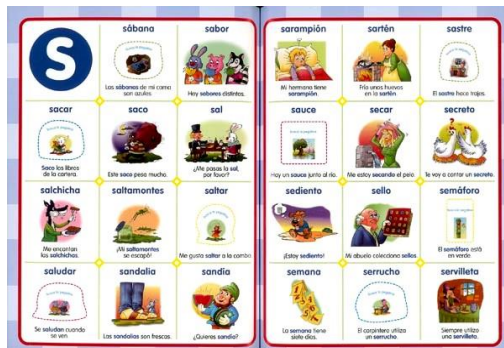 S
sábana
Las sábanas de mi cama
son azules.
sabor
Hay sabores distintos.
sacar
Saco los libros
de la cartera.
saco
Este saco pesa mucho.
sal
¿Me pasas la sal,
por favor?
salchicha
Me encantan
las salchichas.
saltamontes
¡Mi saltamontes
se escapó!
saltar
Me gusta saltar a la comba.
saludar
Se saludan cuando
se ven.
sandalia
Las sandalias son frescas.
sandía
¿Quieres sandía?
sarampión
Mi hermana tiene
sarampión.
sartén
Fría unos huevos
en la sartén.
sastre
El sastre hace trajes.
sauce
Hay un sauce junto al río.
secar
Me estoy secando el pelo.
secreto
Te voy a contar un secreto.
sediento
¡Estoy sediento!
sello
Mi abuelo colecciona sellos.
semáforo
El semáforo está
en verde.
semana
La semana tiene
siete días.
serrucho
El carpintero utiliza
un serrucho.
servilleta
Siempre utilizo
una servilleta.